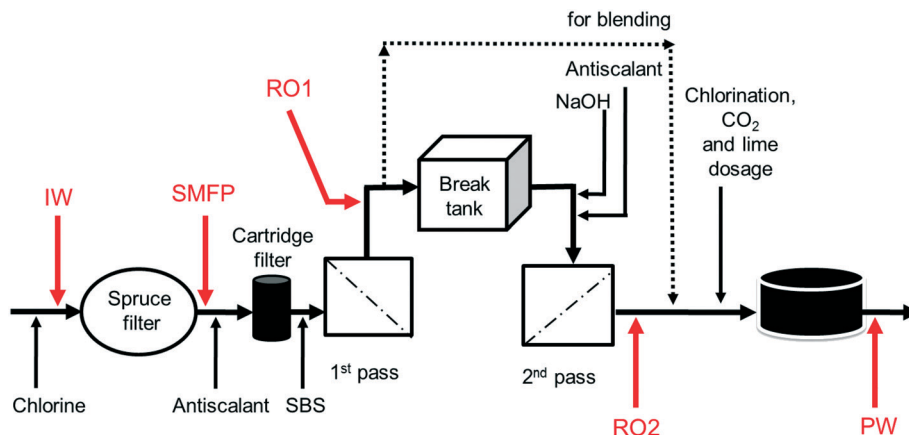 for blending
Antiscalant
RO1
NaOH
Chlorination,
CO₂
and lime
dosage
IW
SMFP
Break
tank
Cartridge
filter
Spruce
filter
1st pass
2nd pass
Chlorine
Antiscalant
SBS
RO2
PW